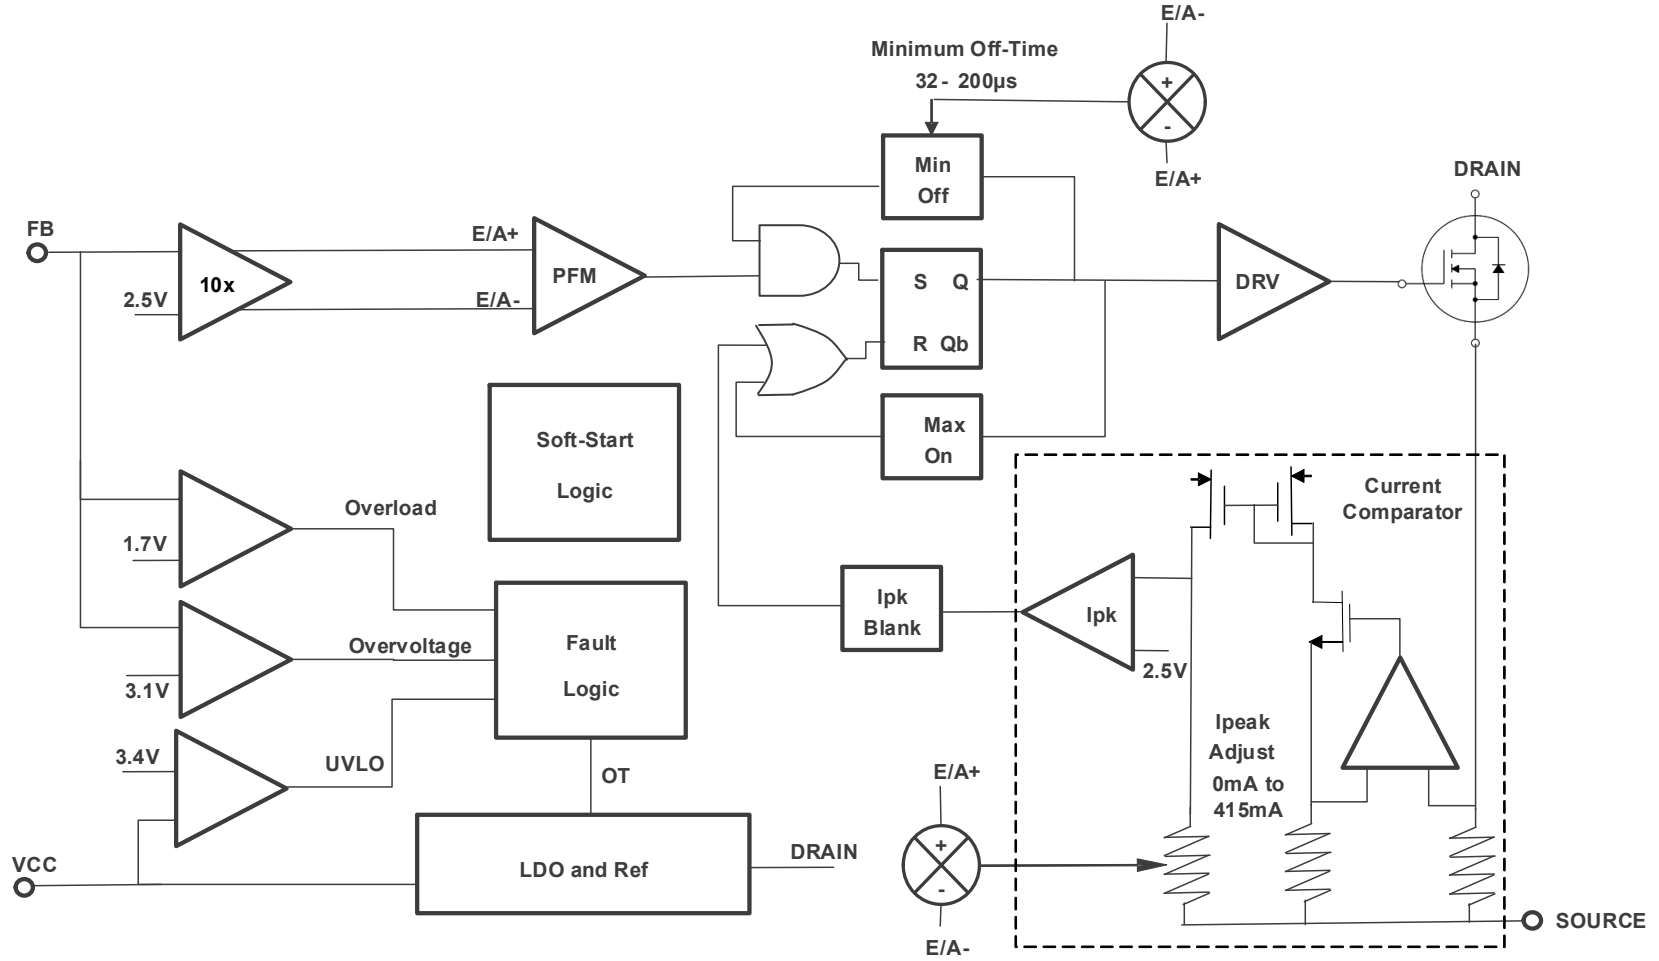 E/A-
Minimum Off-Time
32 - 200µs
+
-
E/A+
Min
Off
DRAIN
FB
E/A+
10x
PFM
2.5V
E/A-
S Q
R Qb
DRV
Max
On
Soft-Start
Logic
Current
Comparator
Overload
1.7V
Ipk
Blank
Ipk
2.5V
Fault
Logic
Overvoltage
3.1V
3.4V
UVLO
OT
Ipeak
Adjust
0mA to
415mA
E/A+
+
-
E/A-
VCC
LDO and Ref
DRAIN
SOURCE